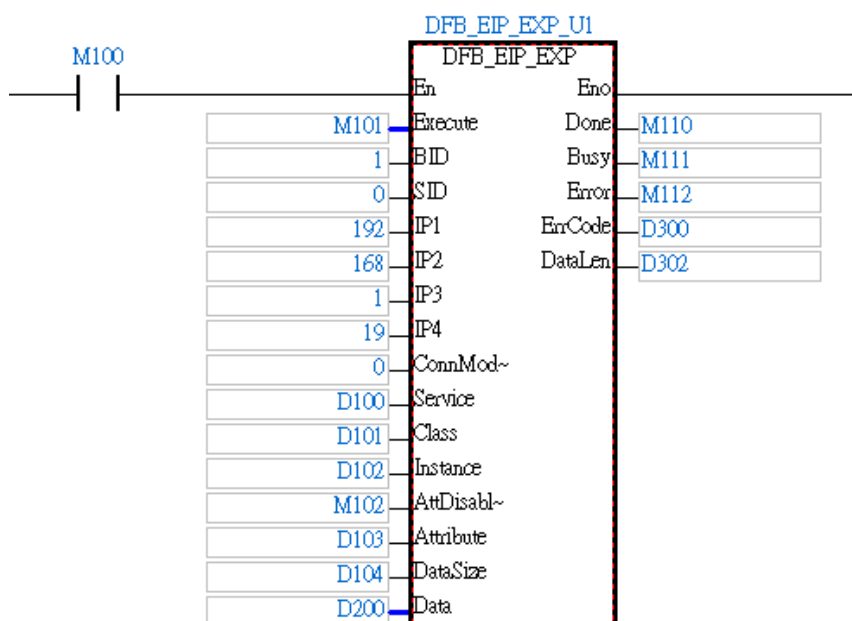 DFB_EIP_EXP_U1
M100
DFB_EIP_EXP
En Eno
M101 Execute Done M110
1 BID Busy M111
0 SID Error M112
192 IP1 ErrCode D300
168 IP2 DataLen D302
1 IP3
19 IP4
0 ConnMod~
D100 Service
D101 Class
D102 Instance
M102 AttDisabl~
D103 Attribute
D104 DataSize
D200 Data